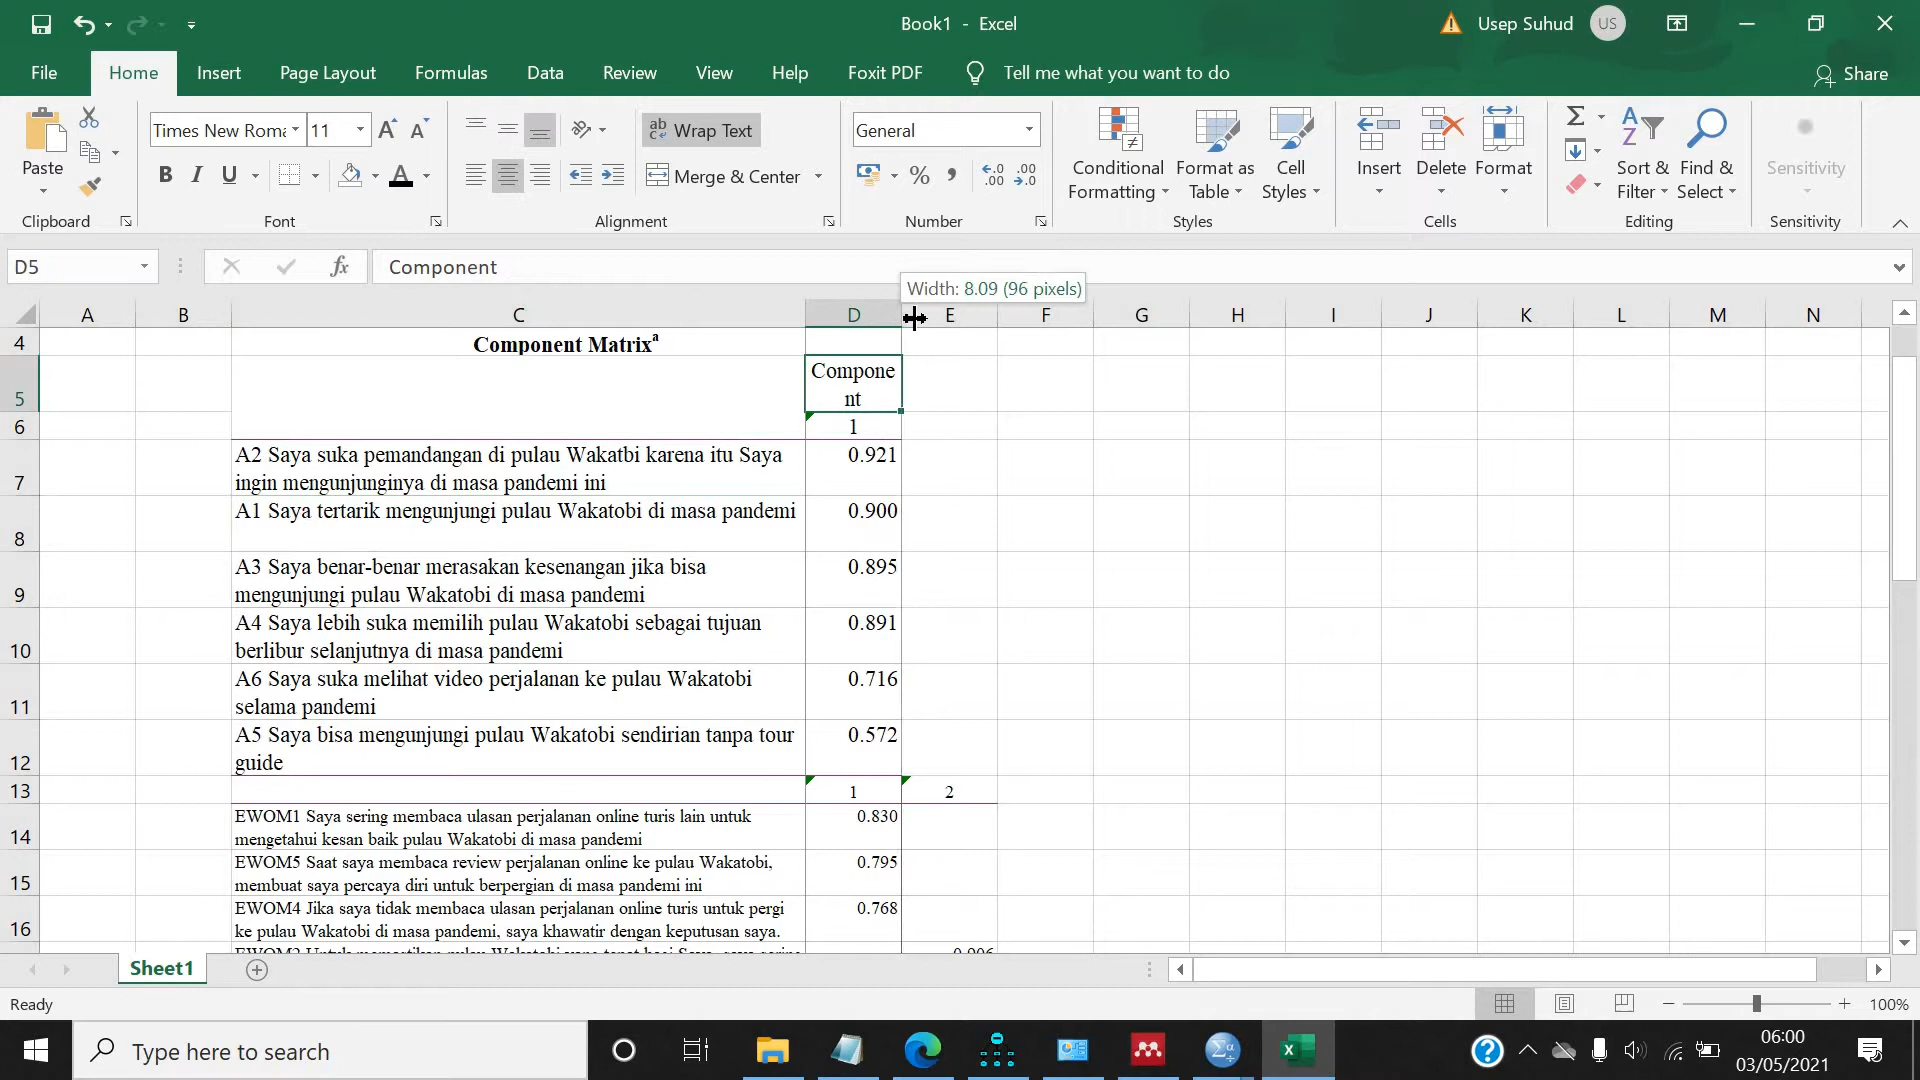 Book1 - Excel
Usep Suhud
US
File
Home
Insert
Page Layout
Formulas
Data
Review
View
Help
Foxit PDF
Tell me what you want to do
Share
Paste
Clipboard
Times New Roma
11
B I U
Font
Wrap Text
Merge & Center
Alignment
General
Number
Conditional
Formatting
Format as
Table
Cell
Styles
Styles
Insert
Delete
Format
Cells
Sort &
Filter
Find &
Select
Editing
Sensitivity
Sensitivity
D5
fx
Component
Width: 8.09 (96 pixels)
A B C D E F G H I J K L M N
4 Component Matrixᵃ
5 Compone
nt
6 1
7 A2 Saya suka pemandangan di pulau Wakatbi karena itu Saya 0.921
ingin mengunjunginya di masa pandemi ini
8 A1 Saya tertarik mengunjungi pulau Wakatobi di masa pandemi 0.900
9 A3 Saya benar-benar merasakan kesenangan jika bisa 0.895
mengunjungi pulau Wakatobi di masa pandemi
10 A4 Saya lebih suka memilih pulau Wakatobi sebagai tujuan 0.891
berlibur selanjutnya di masa pandemi
11 A6 Saya suka melihat video perjalanan ke pulau Wakatobi 0.716
selama pandemi
12 A5 Saya bisa mengunjungi pulau Wakatobi sendirian tanpa tour 0.572
guide
13 1 2
14 EWOM1 Saya sering membaca ulasan perjalanan online turis lain untuk 0.830
mengetahui kesan baik pulau Wakatobi di masa pandemi
15 EWOM5 Saat saya membaca review perjalanan online ke pulau Wakatobi, 0.795
membuat saya percaya diri untuk berpergian di masa pandemi ini
16 EWOM4 Jika saya tidak membaca ulasan perjalanan online turis untuk pergi 0.768
ke pulau Wakatobi di masa pandemi, saya khawatir dengan keputusan saya.
Sheet1
Ready
100%
Type here to search
06:00
03/05/2021